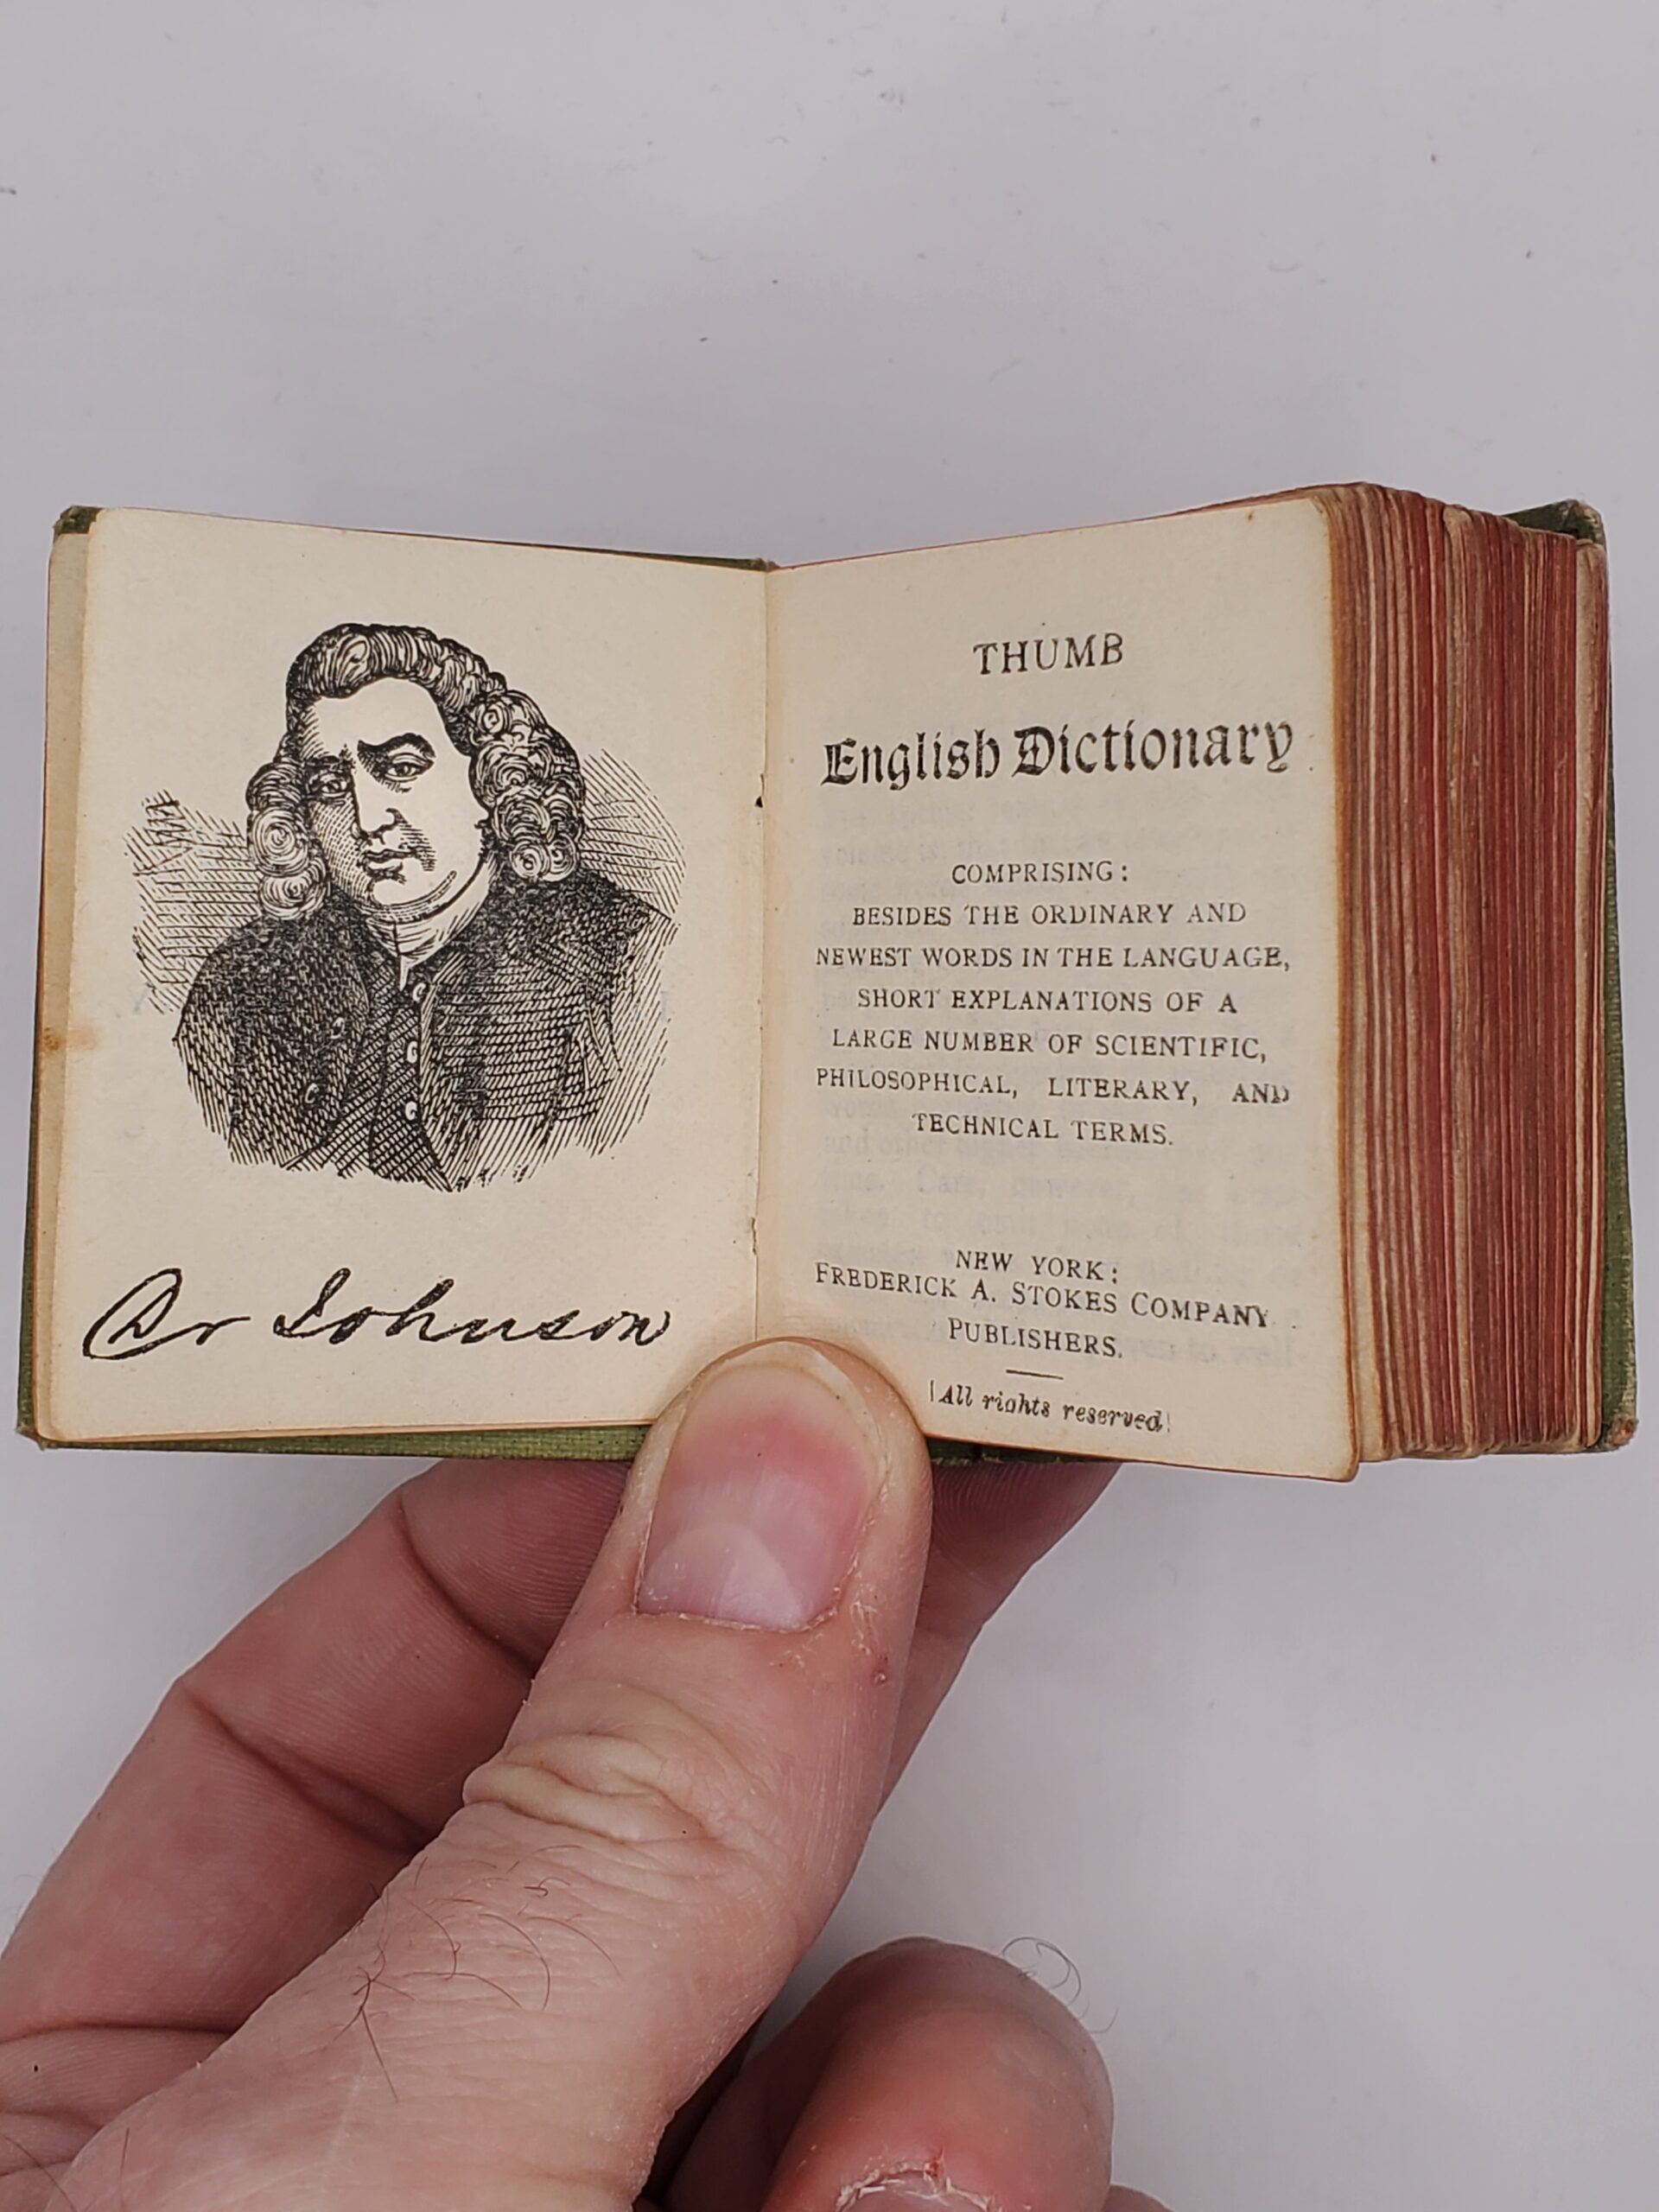 Dr Johnson
THUMB
English Dictionary
COMPRISING:
BESIDES THE ORDINARY AND
NEWEST WORDS IN THE LANGUAGE,
SHORT EXPLANATIONS OF A
LARGE NUMBER OF SCIENTIFIC,
PHILOSOPHICAL, LITERARY, AND
TECHNICAL TERMS.
NEW YORK:
FREDERICK A. STOKES COMPANY
PUBLISHERS.
|All rights reserved|